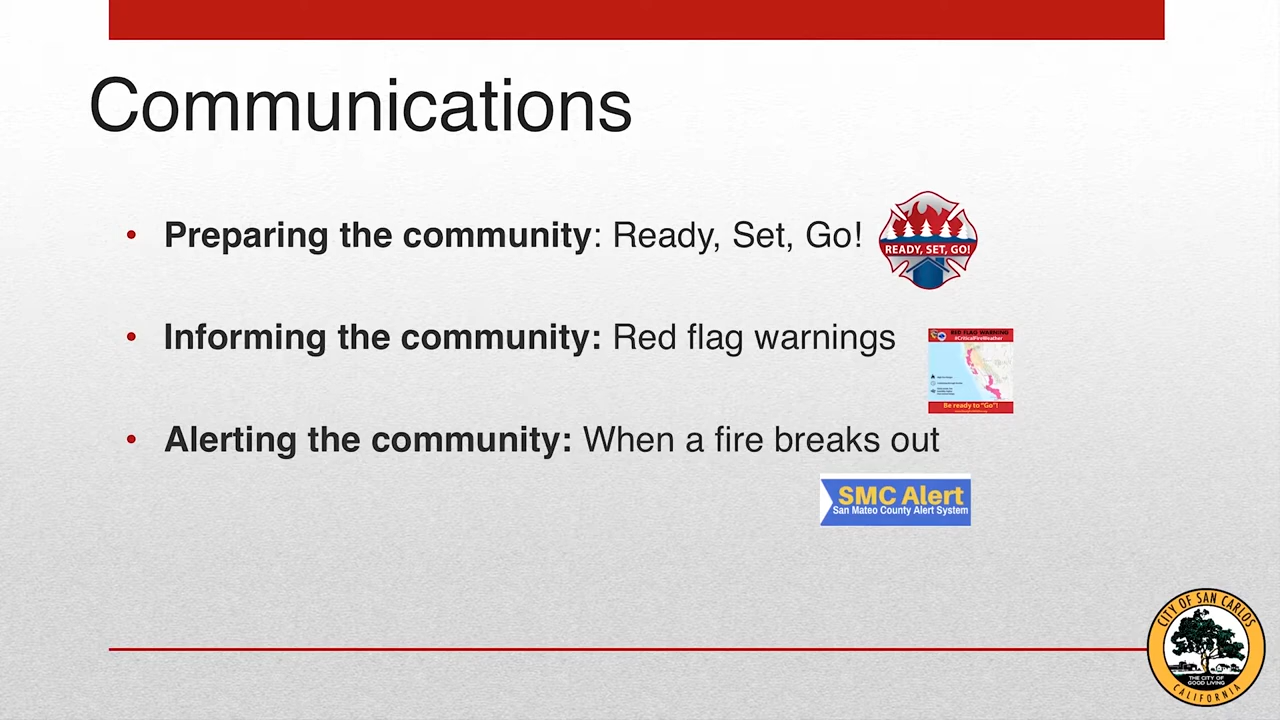 Communications
• Preparing the community: Ready, Set, Go!
READY, SET, GO!
• Informing the community: Red flag warnings
RED FLAG WARNING
#CriticalFireWeather
Be ready to "Go"!
• Alerting the community: When a fire breaks out
SMC Alert
San Mateo County Alert System
CITY OF SAN CARLOS
THE CITY OF
GOOD LIVING
CALIFORNIA